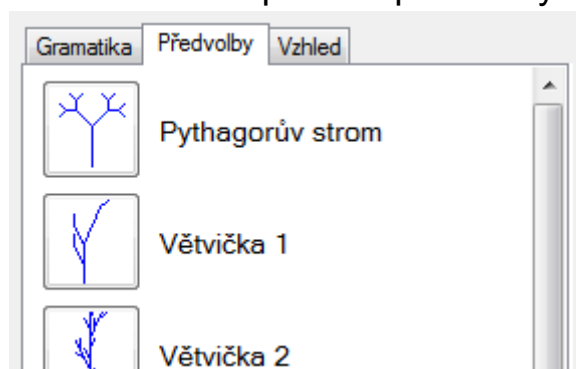 Gramatika Předvolby Vzhled
Pythagorův strom
Větvička 1
Větvička 2